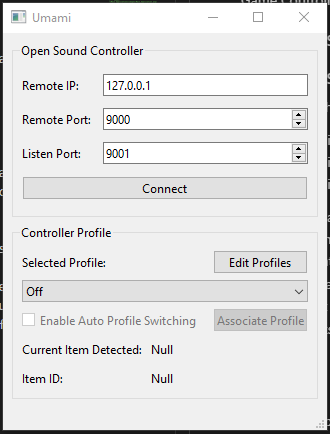 Umami
Open Sound Controller
Remote IP: 127.0.0.1
Remote Port: 9000
Listen Port: 9001
Connect
Controller Profile
Selected Profile: Edit Profiles
Off
Enable Auto Profile Switching Associate Profile
Current Item Detected: Null
Item ID: Null